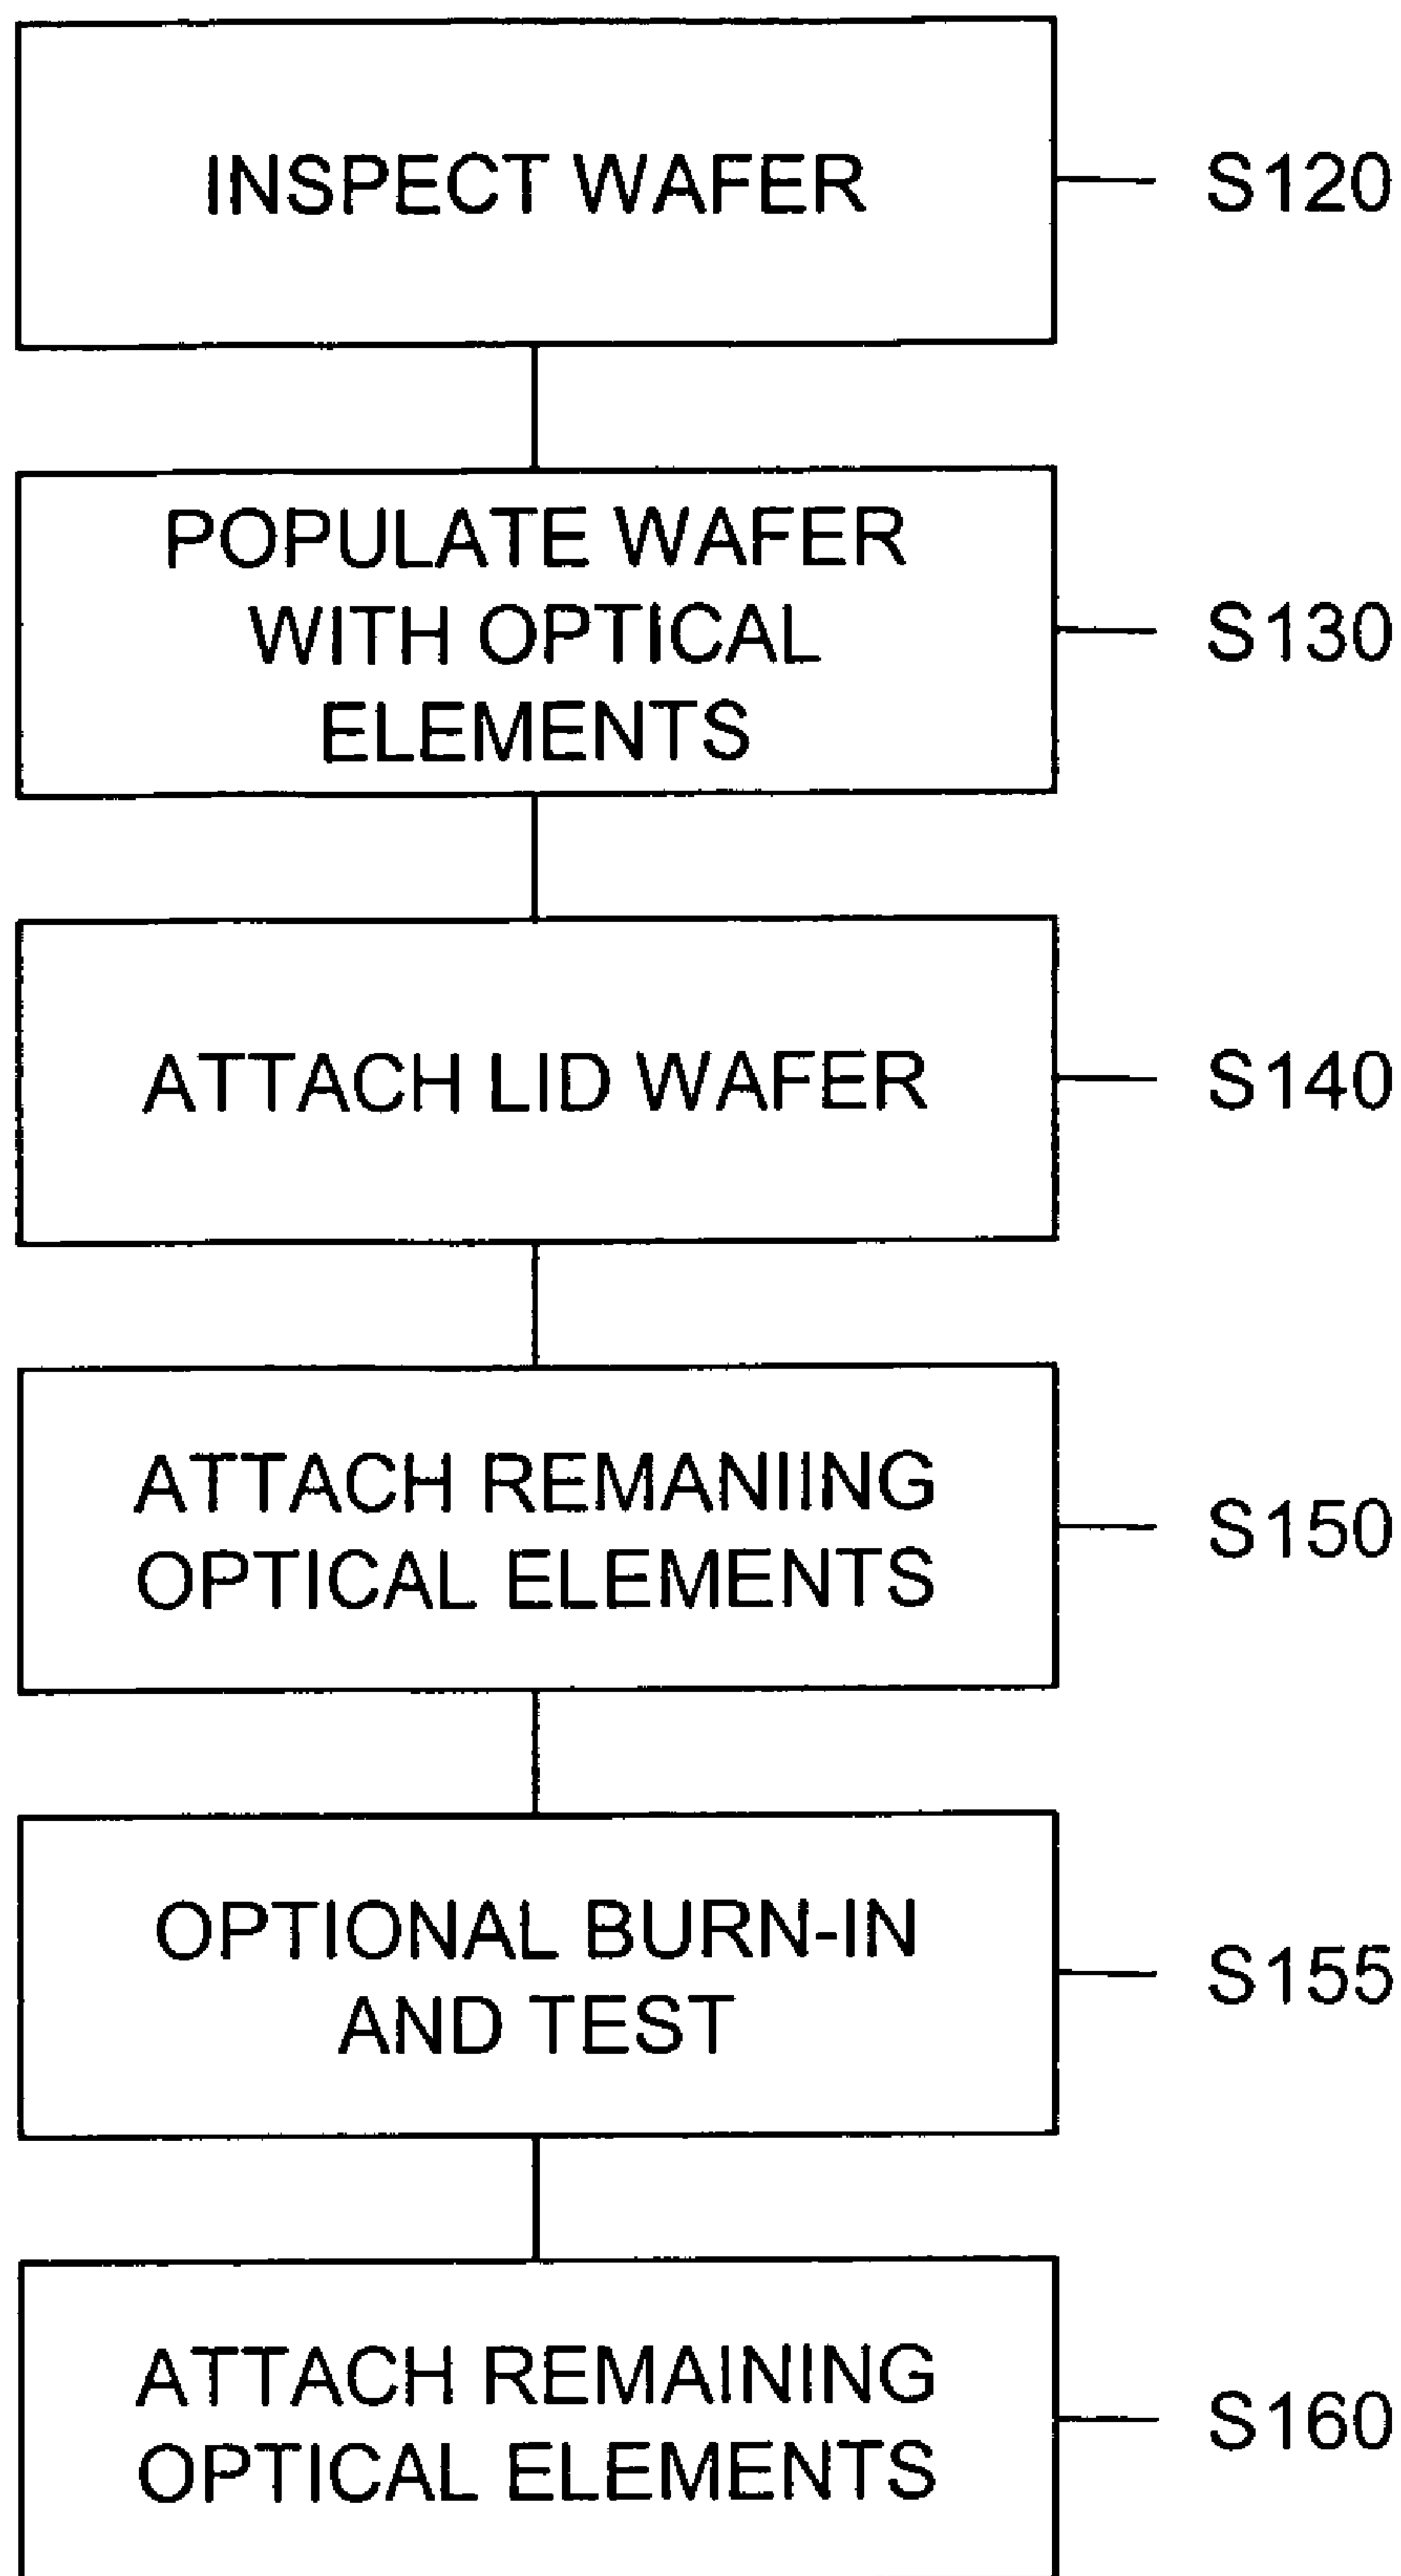 INSPECT WAFER
S120
POPULATE WAFER
WITH OPTICAL
ELEMENTS
S130
ATTACH LID WAFER
S140
ATTACH REMANIING
OPTICAL ELEMENTS
S150
OPTIONAL BURN-IN
AND TEST
S155
ATTACH REMAINING
OPTICAL ELEMENTS
S160